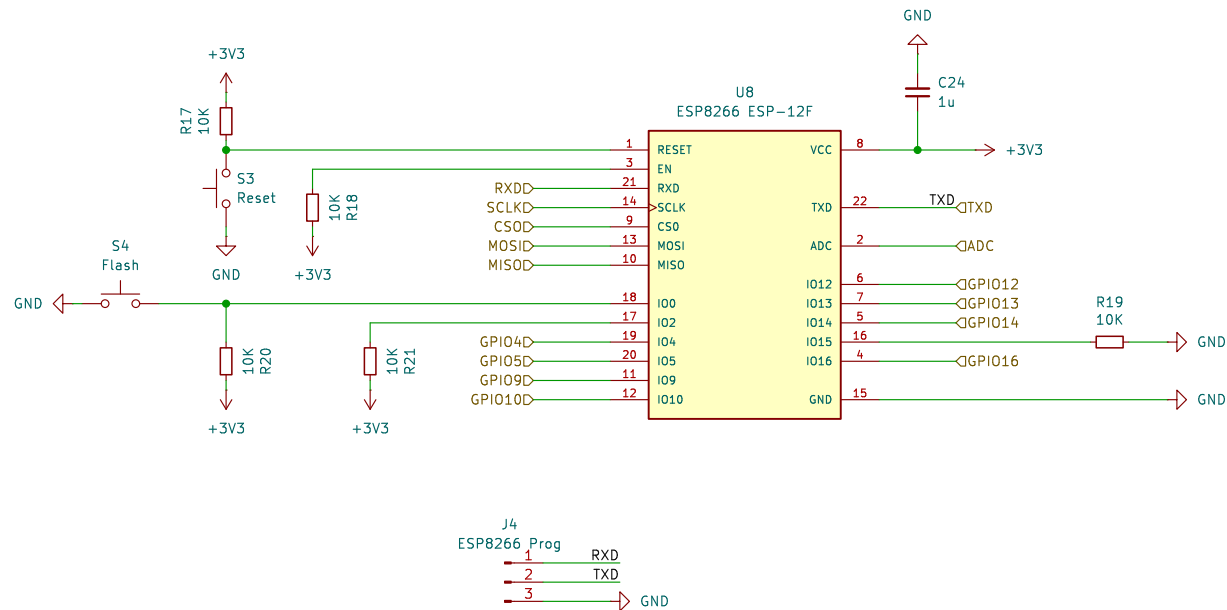 GND
+3V3
C24
1u
U8
ESP8266 ESP-12F
R17
10K
1 RESET
VCC 8
+3V3
3 EN
S3
Reset
RXD
21 RXD
10K
R18
SCLK
14 SCLK
TXD 22
TXD
TXD
CS0
9 CS0
MOSI
13 MOSI
ADC 2
ADC
S4
Flash
GND
+3V3
MISO
10 MISO
IO12 6
GPIO12
GND
18 IO0
IO13 7
GPIO13
R19
10K
17 IO2
IO14 5
GPIO14
GPIO4
19 IO4
IO15 16
GND
10K
R20
10K
R21
GPIO5
20 IO5
IO16 4
GPIO16
GPIO9
11 IO9
GPIO10
12 IO10
GND 15
GND
+3V3
+3V3
J4
ESP8266 Prog
1 RXD
2 TXD
3 GND